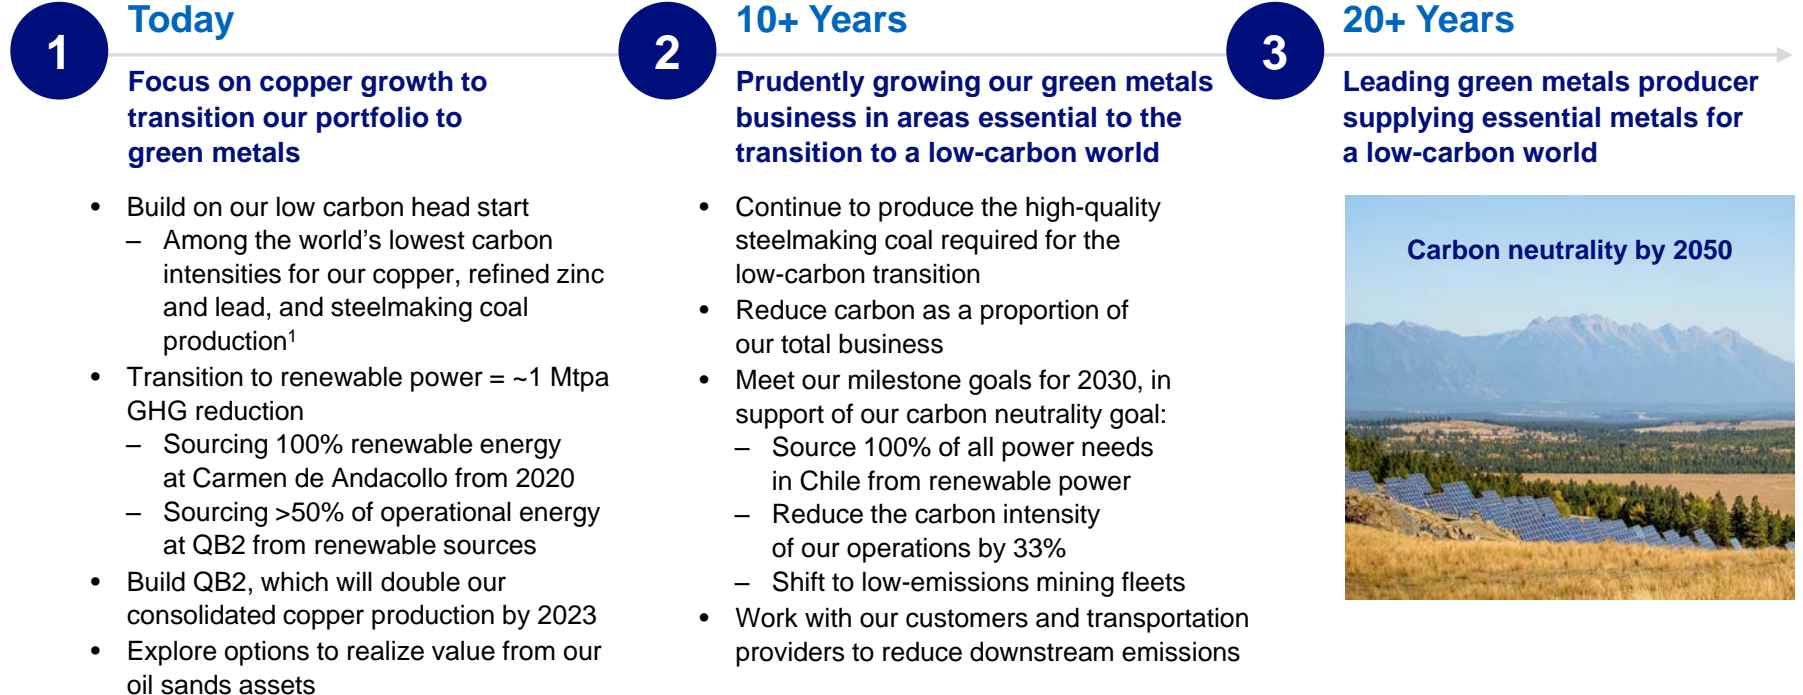 1
Today
Focus on copper growth to
transition our portfolio to
green metals
• Build on our low carbon head start
– Among the world's lowest carbon
intensities for our copper, refined zinc
and lead, and steelmaking coal
production¹
• Transition to renewable power = ~1 Mtpa
GHG reduction
– Sourcing 100% renewable energy
at Carmen de Andacollo from 2020
– Sourcing >50% of operational energy
at QB2 from renewable sources
• Build QB2, which will double our
consolidated copper production by 2023
• Explore options to realize value from our
oil sands assets
2
10+ Years
Prudently growing our green metals
business in areas essential to the
transition to a low-carbon world
• Continue to produce the high-quality
steelmaking coal required for the
low-carbon transition
• Reduce carbon as a proportion of
our total business
• Meet our milestone goals for 2030, in
support of our carbon neutrality goal:
– Source 100% of all power needs
in Chile from renewable power
– Reduce the carbon intensity
of our operations by 33%
– Shift to low-emissions mining fleets
• Work with our customers and transportation
providers to reduce downstream emissions
3
20+ Years
Leading green metals producer
supplying essential metals for
a low-carbon world
Carbon neutrality by 2050